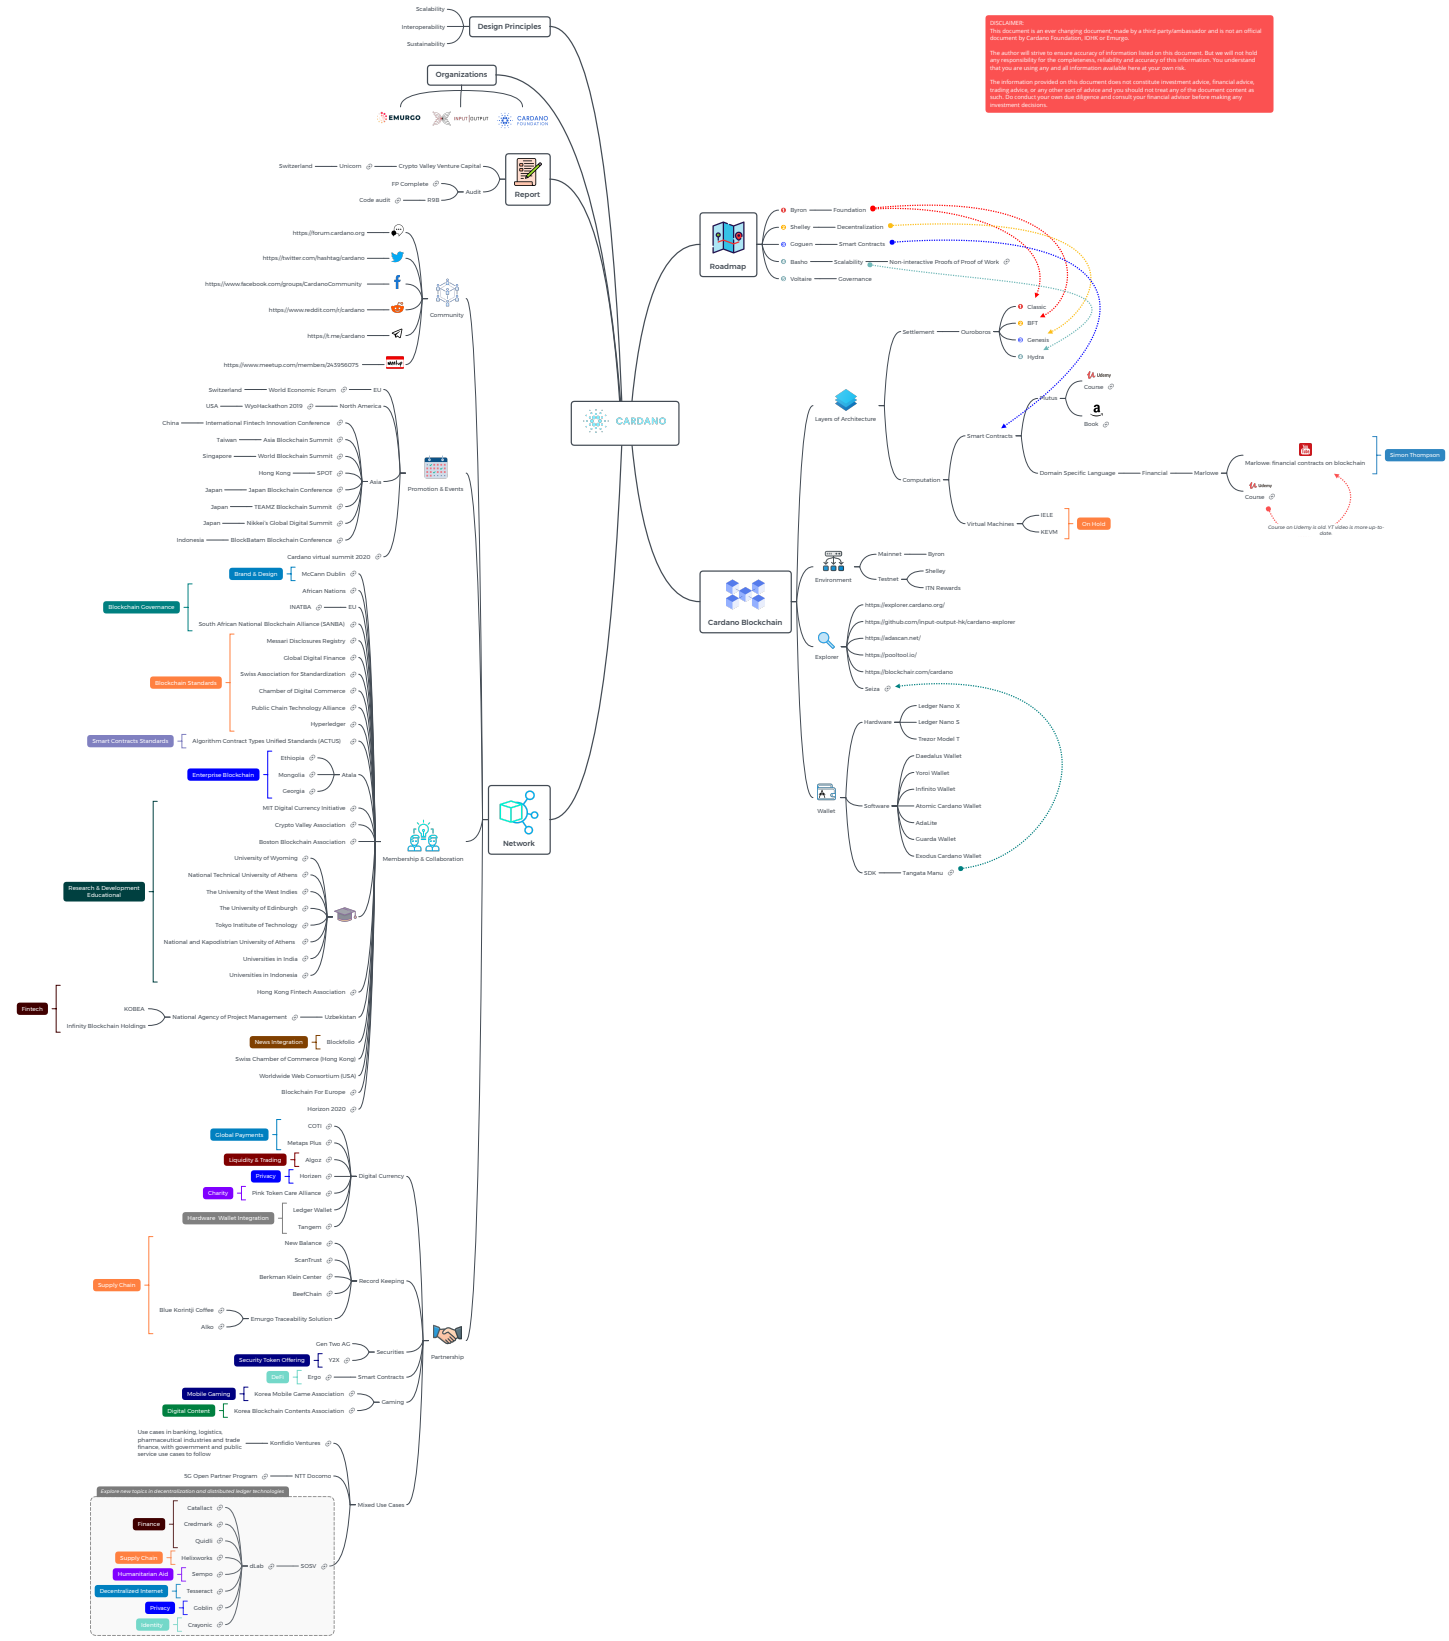 Scalability
Interoperability
Sustainability
Design Principles
Organizations
EMURGO
INPUT|OUTPUT
CARDANO
FOUNDATION
DISCLAIMER:
This document is an ever changing document, made by a third party/ambassador and is not an official
document by Cardano Foundation, IOHK or Emurgo.
The author will strive to ensure accuracy of information listed on this document. But we will not hold
any responsibility for the completeness, reliability and accuracy of this information. You understand
that you are using any and all information available here at your own risk.
The information provided on this document does not constitute investment advice, financial advice,
trading advice, or any other sort of advice and you should not treat any of the document content as
such. Do conduct your own due diligence and consult your financial advisor before making any
investment decisions.
Switzerland
Unicorn
Crypto Valley Venture Capital
FP Complete
Audit
Code audit
R9B
Report
https://forum.cardano.org
https://twitter.com/hashtag/cardano
https://www.facebook.com/groups/CardanoCommunity
https://www.reddit.com/r/cardano
https://t.me/cardano
https://www.meetup.com/members/243956075
Community
Switzerland
World Economic Forum
EU
USA
WyoHackathon 2019
North America
China
International Fintech Innovation Conference
Taiwan
Asia Blockchain Summit
Singapore
World Blockchain Summit
Hong Kong
SPOT
Asia
Japan
Japan Blockchain Conference
Japan
TEAMZ Blockchain Summit
Japan
Nikkei's Global Digital Summit
Indonesia
BlockBatam Blockchain Conference
Cardano virtual summit 2020
Promotion & Events
CARDANO
Roadmap
Byron
Foundation
Shelley
Decentralization
Goguen
Smart Contracts
Basho
Scalability
Non-interactive Proofs of Proof of Work
Voltaire
Governance
Layers of Architecture
Settlement
Ouroboros
Classic
BFT
Genesis
Hydra
Computation
Smart Contracts
Plutus
Udemy
Course
a
Book
Domain Specific Language
Financial
Marlowe
You
Tube
Marlowe: financial contracts on blockchain
Simon Thompson
Udemy
Course
Course on Udemy is old. YT video is more up-to-
date.
Virtual Machines
IELE
KEVM
On Hold
Environment
Mainnet
Byron
Testnet
Shelley
ITN Rewards
Cardano Blockchain
Explorer
https://explorer.cardano.org/
https://github.com/input-output-hk/cardano-explorer
https://adascan.net/
https://pooltool.io/
https://blockchair.com/cardano
Seiza
Wallet
Hardware
Ledger Nano X
Ledger Nano S
Trezor Model T
Software
Daedalus Wallet
Yoroi Wallet
Infinito Wallet
Atomic Cardano Wallet
AdaLite
Guarda Wallet
Exodus Cardano Wallet
SDK
Tangata Manu
Network
Membership & Collaboration
Brand & Design
McCann Dublin
Blockchain Governance
African Nations
INATBA
EU
South African National Blockchain Alliance (SANBA)
Blockchain Standards
Messari Disclosures Registry
Global Digital Finance
Swiss Association for Standardization
Chamber of Digital Commerce
Public Chain Technology Alliance
Hyperledger
Smart Contracts Standards
Algorithm Contract Types Unified Standards (ACTUS)
Enterprise Blockchain
Ethiopia
Mongolia
Georgia
Atala
Research & Development
Educational
MIT Digital Currency Initiative
Crypto Valley Association
Boston Blockchain Association
University of Wyoming
National Technical University of Athens
The University of the West Indies
The University of Edinburgh
Tokyo Institute of Technology
National and Kapodistrian University of Athens
Universities in India
Universities in Indonesia
Fintech
Hong Kong Fintech Association
KOBEA
Infinity Blockchain Holdings
National Agency of Project Management
Uzbekistan
News Integration
Blockfolio
Swiss Chamber of Commerce (Hong Kong)
Worldwide Web Consortium (USA)
Blockchain For Europe
Horizon 2020
Partnership
Global Payments
COTI
Metaps Plus
Liquidity & Trading
Algoz
Privacy
Horizen
Digital Currency
Charity
Pink Token Care Alliance
Hardware Wallet Integration
Ledger Wallet
Tangem
Supply Chain
New Balance
ScanTrust
Berkman Klein Center
BeefChain
Record Keeping
Blue Korintji Coffee
Aiko
Emurgo Traceability Solution
Gen Two AG
Securities
Security Token Offering
Y2X
DeFi
Ergo
Smart Contracts
Mobile Gaming
Korea Mobile Game Association
Gaming
Digital Content
Korea Blockchain Contents Association
Use cases in banking, logistics,
pharmaceutical industries and trade
finance, with government and public
service use cases to follow
Konfidio Ventures
5G Open Partner Program
NTT Docomo
Mixed Use Cases
Explore new topics in decentralization and distributed ledger technologies
Finance
Catallact
Credmark
Quidli
Supply Chain
Helixworks
dLab
SOSV
Humanitarian Aid
Sempo
Decentralized Internet
Tesseract
Privacy
Goblin
Identity
Crayonic